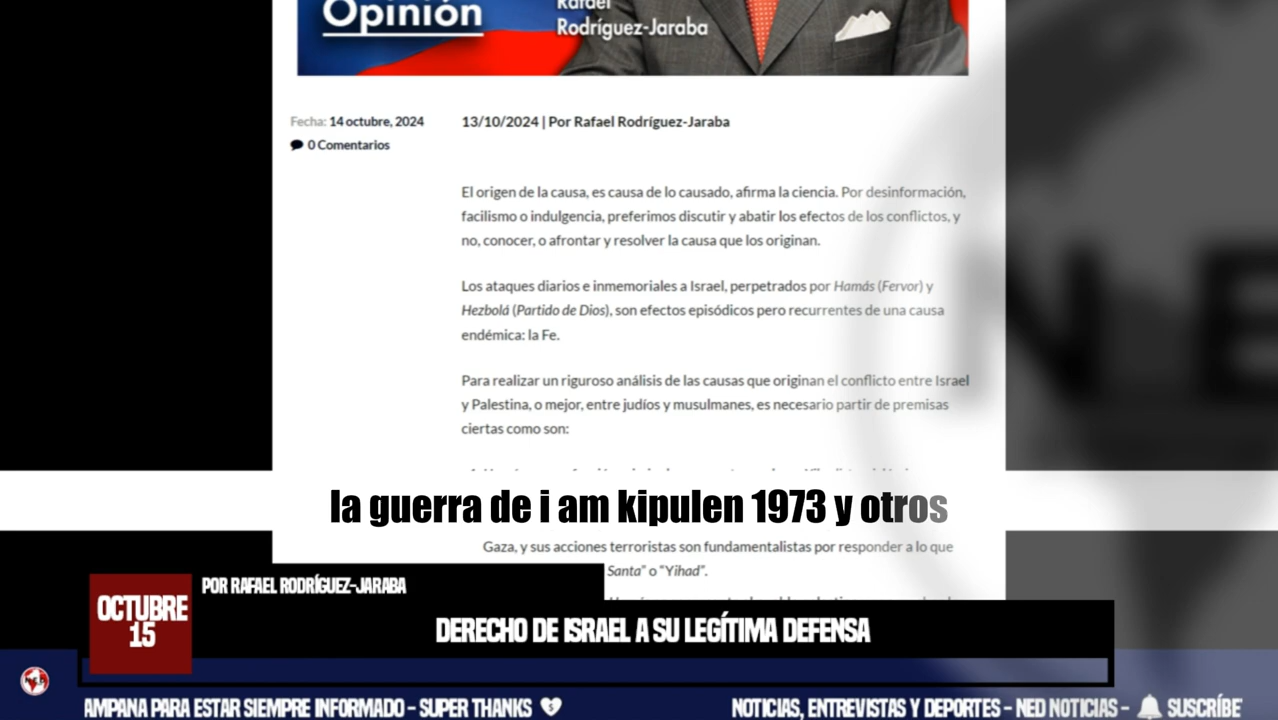 Opinión
Rafael
Rodríguez-Jaraba
Fecha: 14 octubre, 2024
0 Comentarios
13/10/2024 | Por Rafael Rodríguez-Jaraba
El origen de la causa, es causa de lo causado, afirma la ciencia. Por desinformación,
facilismo o indulgencia, preferimos discutir y abatir los efectos de los conflictos, y
no, conocer, o afrontar y resolver la causa que los originan.
Los ataques diarios e inmemoriales a Israel, perpetrados por Hamás (Fervor) y
Hezbolá (Partido de Dios), son efectos episódicos pero recurrentes de una causa
endémica: la Fe.
Para realizar un riguroso análisis de las causas que originan el conflicto entre Israel
y Palestina, o mejor, entre judíos y musulmanes, es necesario partir de premisas
ciertas como son:
la guerra de i am kipulen 1973 y otros
Gaza, y sus acciones terroristas son fundamentalistas por responder a lo que
Santa" o "Yihad".
N E
POR RAFAEL RODRÍGUEZ-JARABA
OCTUBRE
15
DERECHO DE ISRAEL A SU LEGÍTIMA DEFENSA
AMPANA PARA ESTAR SIEMPRE INFORMADO - SUPER THANKS
NOTICIAS, ENTREVISTAS Y DEPORTES - NED NOTICIAS -
SUSCRÍBE